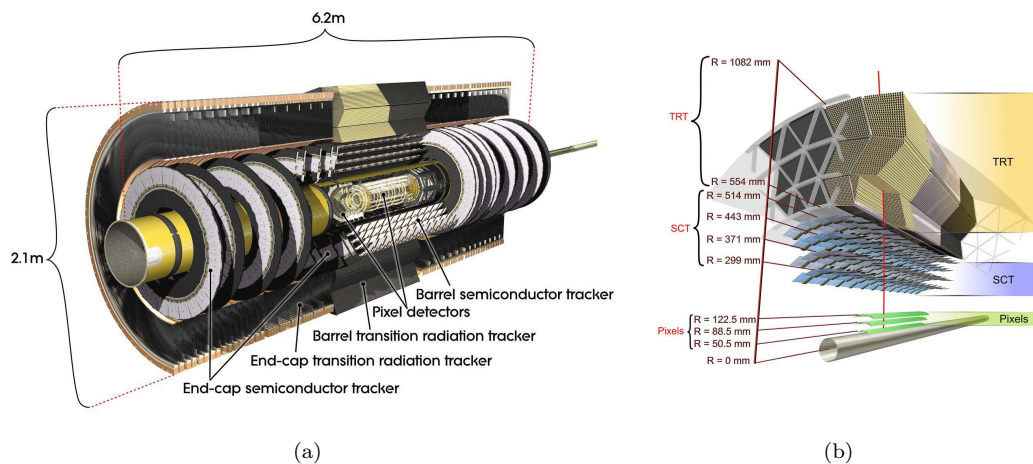 6.2m
2.1m
Barrel semiconductor tracker
Pixel detectors
Barrel transition radiation tracker
End-cap transition radiation tracker
End-cap semiconductor tracker
(a)
R = 1082 mm
TRT
TRT
R = 554 mm
R = 514 mm
R = 443 mm
SCT
R = 371 mm
R = 299 mm
SCT
R = 122.5 mm
Pixels
Pixels
R = 88.5 mm
R = 50.5 mm
R = 0 mm
(b)